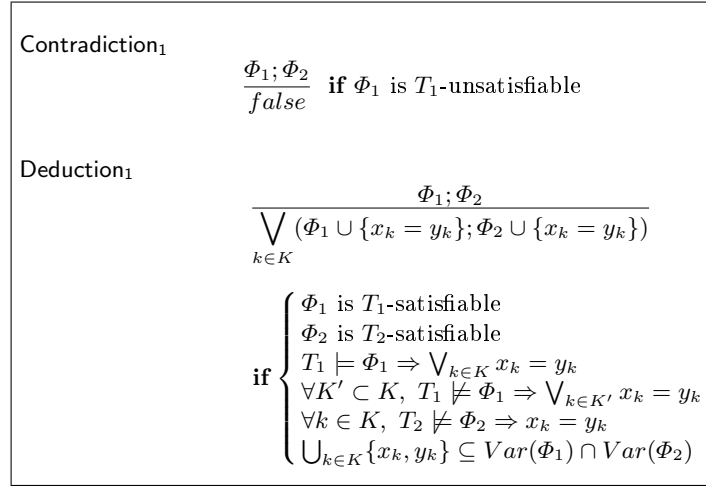 Contradiction₁
Φ₁; Φ₂
false
if Φ₁ is T₁-unsatisfiable
Deduction₁
Φ₁; Φ₂
⋁_{k∈K} (Φ₁ ∪ {x_k = y_k}; Φ₂ ∪ {x_k = y_k})
if {
Φ₁ is T₁-satisfiable
Φ₂ is T₂-satisfiable
T₁ ⊨ Φ₁ ⇒ ⋁_{k∈K} x_k = y_k
∀K′ ⊂ K, T₁ ⊭ Φ₁ ⇒ ⋁_{k∈K′} x_k = y_k
∀k ∈ K, T₂ ⊭ Φ₂ ⇒ x_k = y_k
⋃_{k∈K}{x_k, y_k} ⊆ Var(Φ₁) ∩ Var(Φ₂)